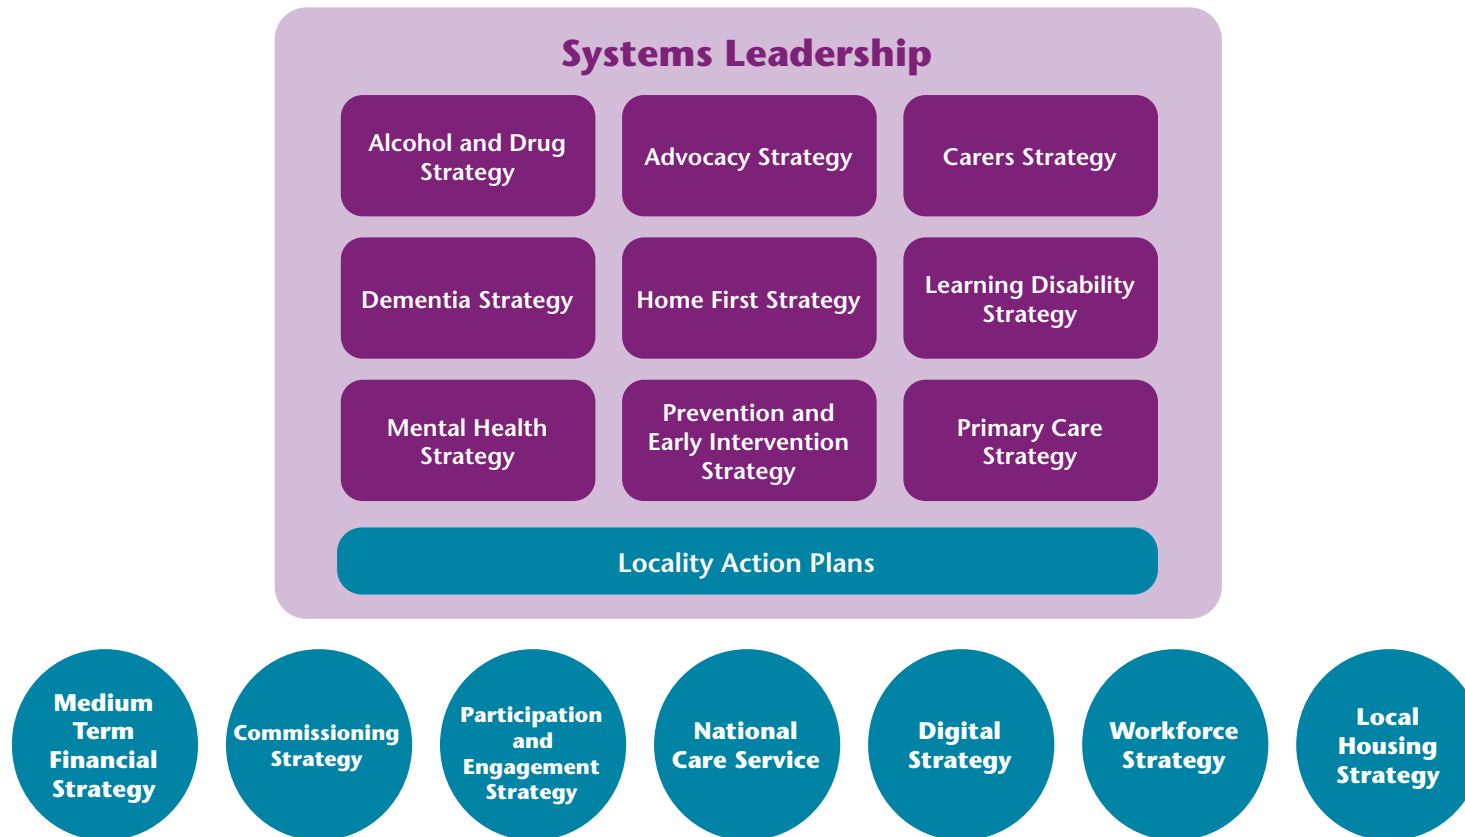 Systems Leadership
Alcohol and Drug
Strategy
Advocacy Strategy
Carers Strategy
Dementia Strategy
Home First Strategy
Learning Disability
Strategy
Mental Health
Strategy
Prevention and
Early Intervention
Strategy
Primary Care
Strategy
Locality Action Plans
Medium
Term
Financial
Strategy
Commissioning
Strategy
Participation
and
Engagement
Strategy
National
Care Service
Digital
Strategy
Workforce
Strategy
Local
Housing
Strategy